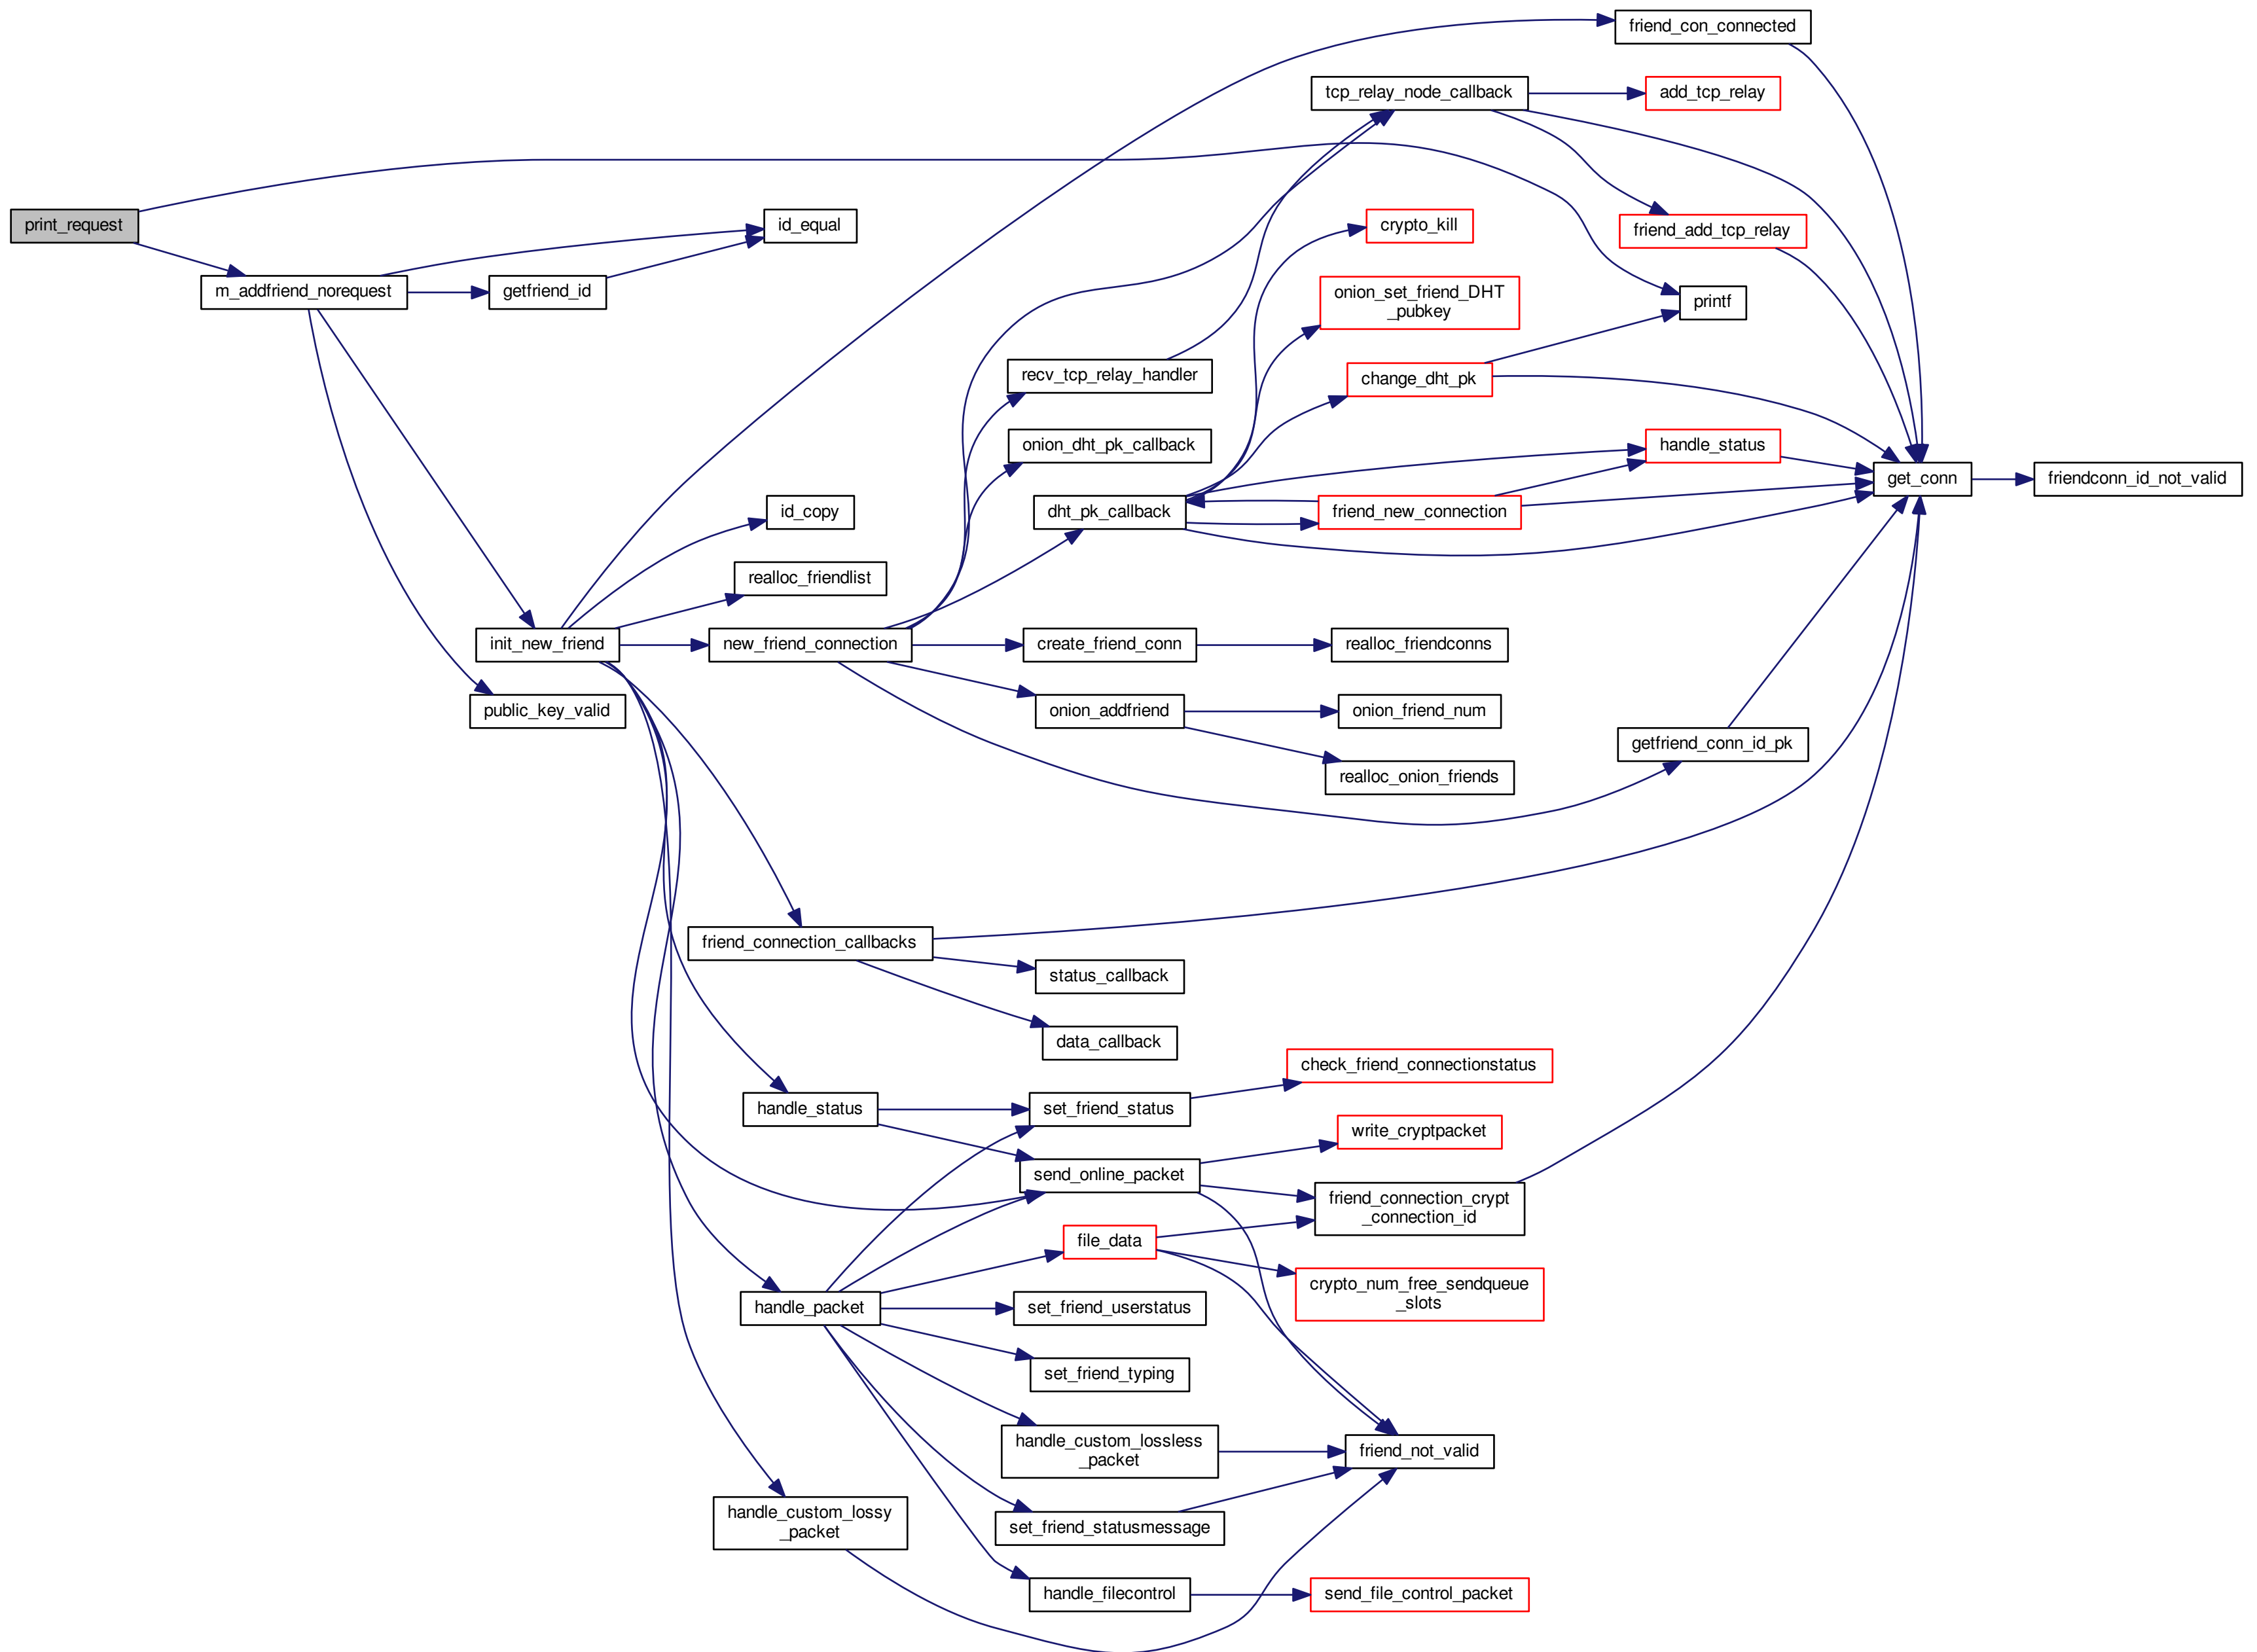 friend_con_connected
tcp_relay_node_callback
add_tcp_relay
print_request
id_equal
crypto_kill
friend_add_tcp_relay
m_addfriend_norequest
getfriend_id
onion_set_friend_DHT
_pubkey
printf
recv_tcp_relay_handler
change_dht_pk
onion_dht_pk_callback
handle_status
get_conn
friendconn_id_not_valid
id_copy
dht_pk_callback
friend_new_connection
realloc_friendlist
init_new_friend
new_friend_connection
create_friend_conn
realloc_friendconns
public_key_valid
onion_addfriend
onion_friend_num
getfriend_conn_id_pk
realloc_onion_friends
friend_connection_callbacks
status_callback
data_callback
check_friend_connectionstatus
handle_status
set_friend_status
write_cryptpacket
send_online_packet
friend_connection_crypt
_connection_id
file_data
crypto_num_free_sendqueue
_slots
handle_packet
set_friend_userstatus
set_friend_typing
handle_custom_lossless
_packet
friend_not_valid
handle_custom_lossy
_packet
set_friend_statusmessage
handle_filecontrol
send_file_control_packet